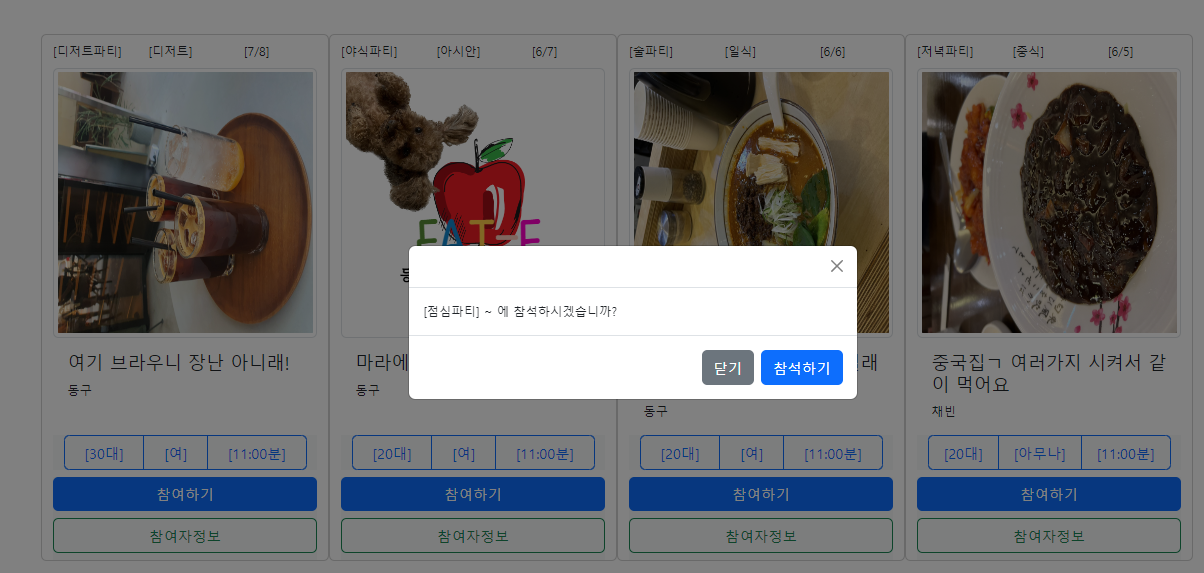 [디저트파티] [디저트] [7/8]
[야식파티] [아시안] [6/7]
[술파티] [일식] [6/6]
[저녁파티] [중식] [6/5]
EAT-E
[점심파티] ~ 에 참석하시겠습니까?
닫기 참석하기
여기 브라우니 장난 아니래!
동구
마라에
동구
래
동구
중국집ㄱ 여러가지 시켜서 같
이 먹어요
채빈
[30대] [여] [11:00분]
[20대] [여] [11:00분]
[20대] [여] [11:00분]
[20대] [아무나] [11:00분]
참여하기
참여하기
참여하기
참여하기
참여자정보
참여자정보
참여자정보
참여자정보